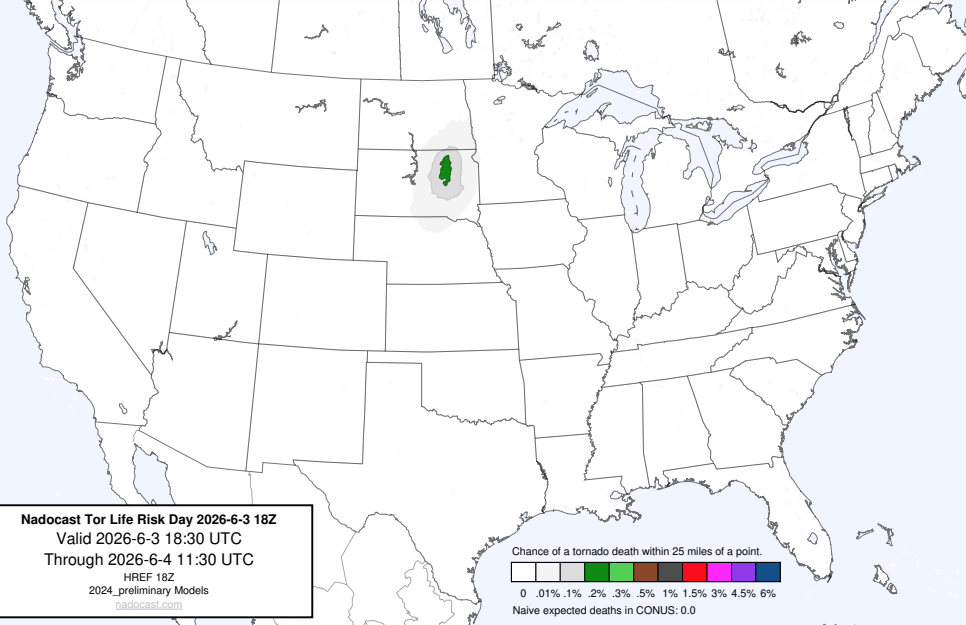 Nadocast Tor Life Risk Day 2026-6-3 18Z
Valid 2026-6-3 18:30 UTC
Through 2026-6-4 11:30 UTC
HREF 18Z
2024_preliminary Models
nadocast.com
Chance of a tornado death within 25 miles of a point.
0 .01% .1% .2% .3% .5% 1% 1.5% 3% 4.5% 6%
Naive expected deaths in CONUS: 0.0